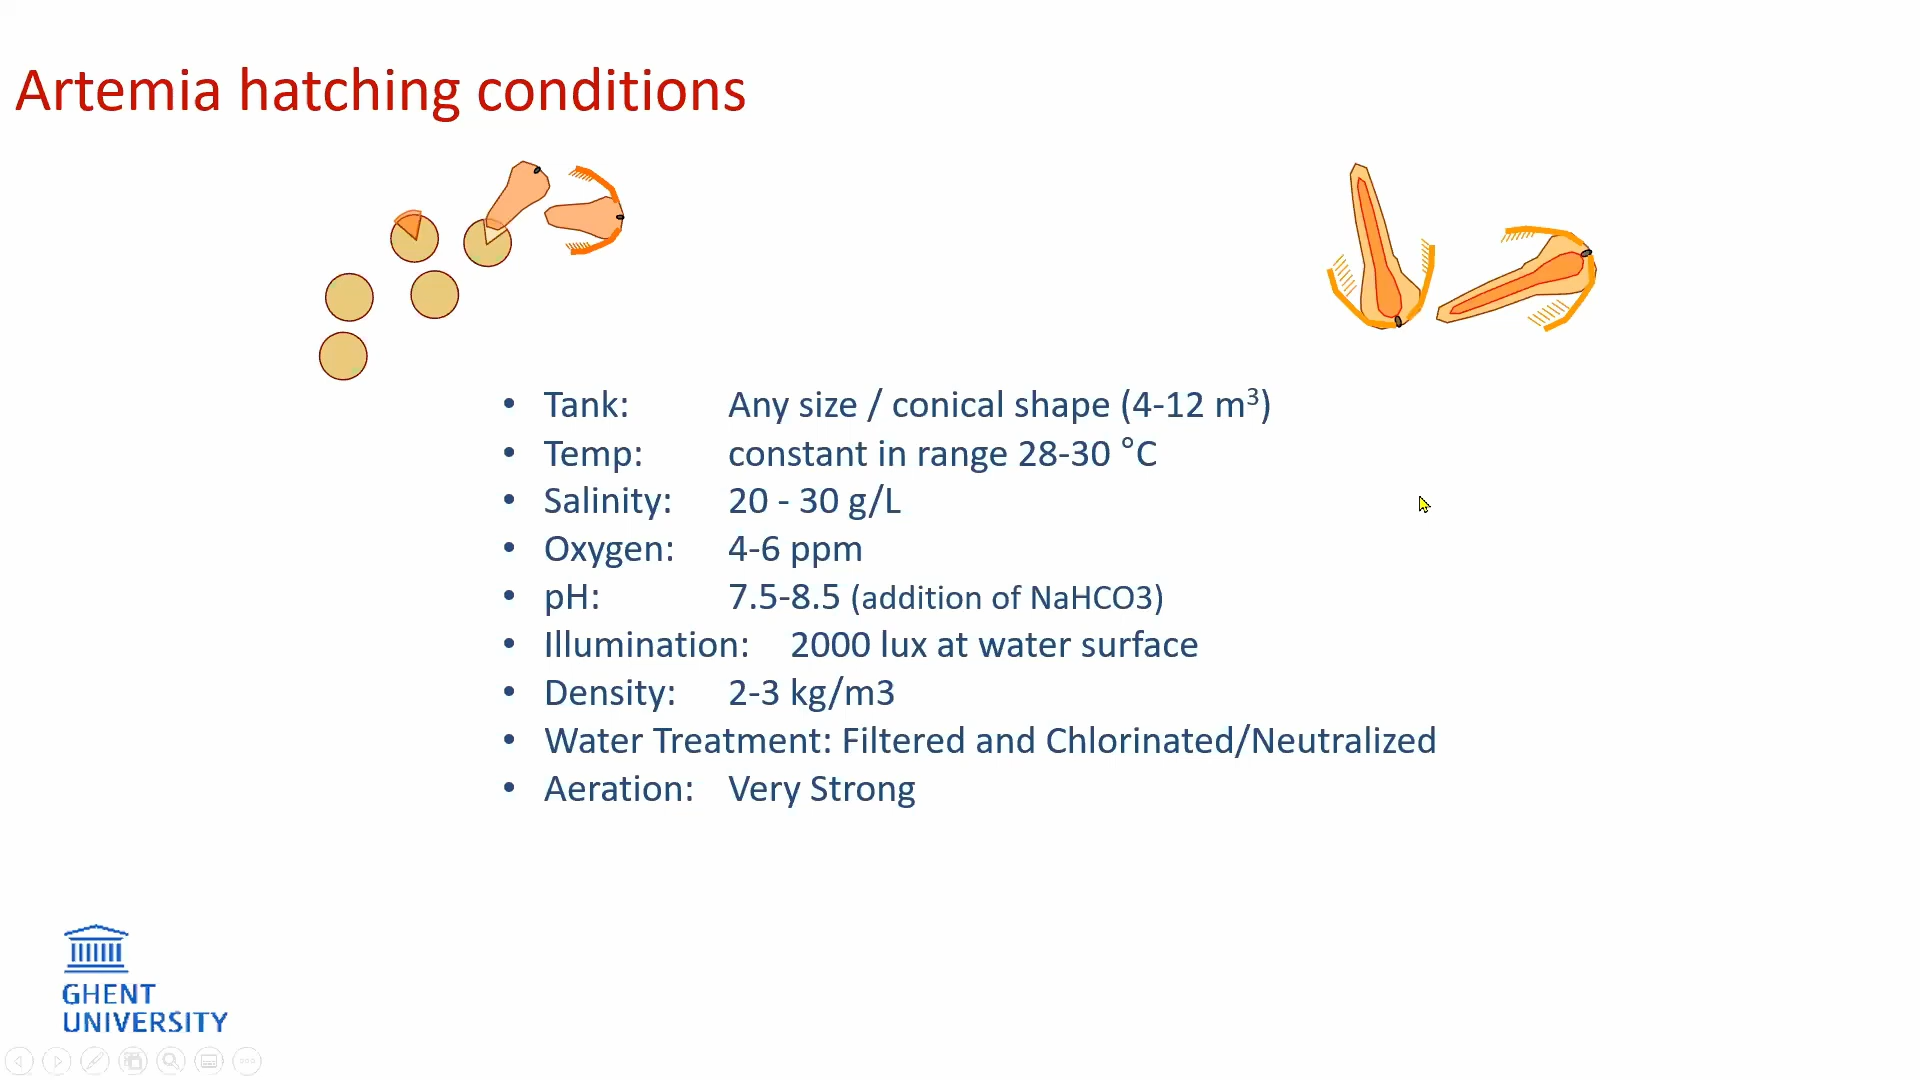 Artemia hatching conditions
• Tank: Any size / conical shape (4-12 m³)
• Temp: constant in range 28-30 °C
• Salinity: 20 - 30 g/L
• Oxygen: 4-6 ppm
• pH: 7.5-8.5 (addition of NaHCO3)
• Illumination: 2000 lux at water surface
• Density: 2-3 kg/m3
• Water Treatment: Filtered and Chlorinated/Neutralized
• Aeration: Very Strong
GHENT
UNIVERSITY